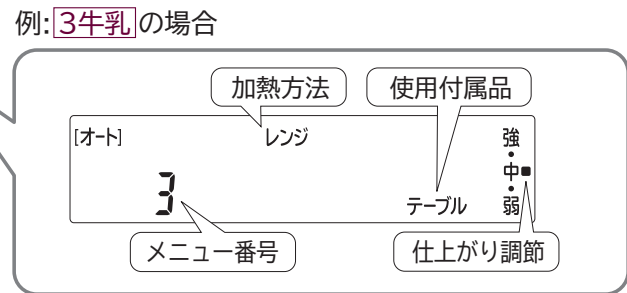 例:3牛乳の場合
加熱方法 使用付属品
[オート] レンジ 強
・
中■
・
3 テーブル 弱
メニュー番号 仕上がり調節